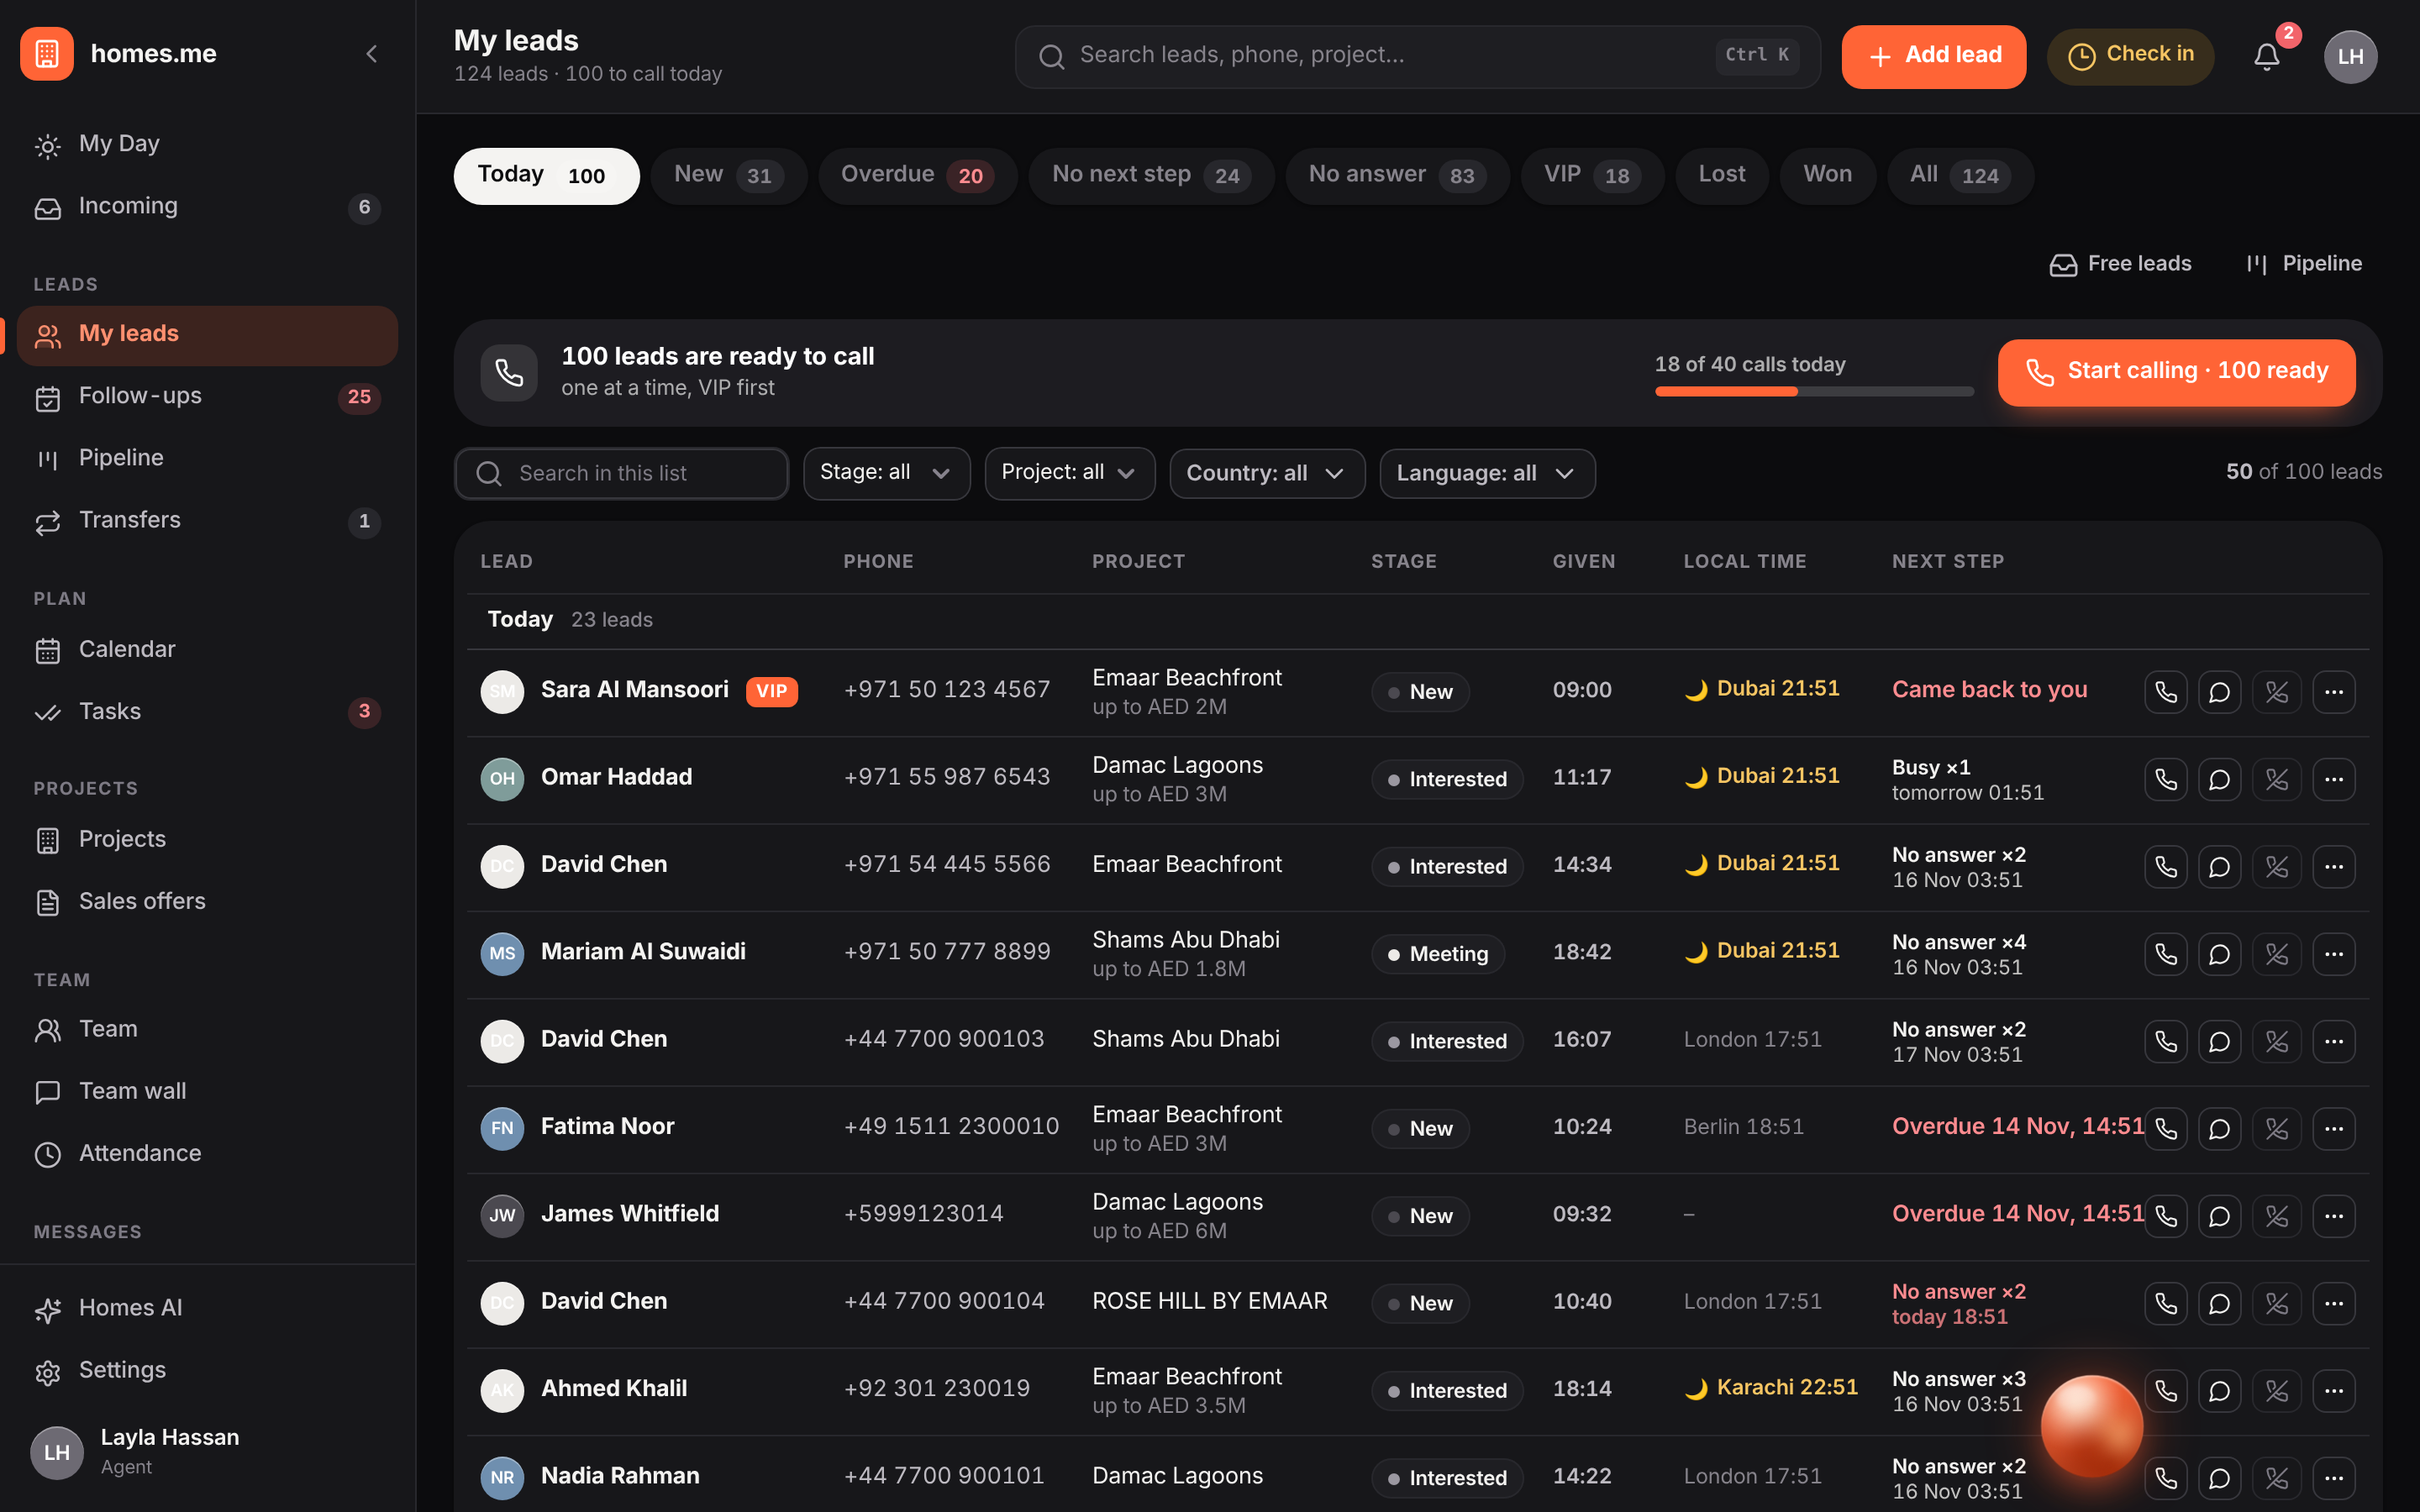 homes.me
My Day
Incoming 6
LEADS
My leads
Follow-ups 25
Pipeline
Transfers 1
PLAN
Calendar
Tasks 3
PROJECTS
Projects
Sales offers
TEAM
Team
Team wall
Attendance
MESSAGES
Homes AI
Settings
LH Layla Hassan
Agent
My leads
124 leads · 100 to call today
Search leads, phone, project... Ctrl K
Add lead
Check in
2
LH
Today 100 New 31 Overdue 20 No next step 24 No answer 83 VIP 18 Lost Won All 124
Free leads Pipeline
100 leads are ready to call
one at a time, VIP first
18 of 40 calls today
Start calling · 100 ready
Search in this list Stage: all Project: all Country: all Language: all 50 of 100 leads
LEAD PHONE PROJECT STAGE GIVEN LOCAL TIME NEXT STEP
Today 23 leads
SM Sara Al Mansoori VIP +971 50 123 4567 Emaar Beachfront New 09:00 Dubai 21:51 Came back to you
up to AED 2M
OH Omar Haddad +971 55 987 6543 Damac Lagoons Interested 11:17 Dubai 21:51 Busy ×1
up to AED 3M tomorrow 01:51
DC David Chen +971 54 445 5566 Emaar Beachfront Interested 14:34 Dubai 21:51 No answer ×2
16 Nov 03:51
MS Mariam Al Suwaidi +971 50 777 8899 Shams Abu Dhabi Meeting 18:42 Dubai 21:51 No answer ×4
up to AED 1.8M 16 Nov 03:51
DC David Chen +44 7700 900103 Shams Abu Dhabi Interested 16:07 London 17:51 No answer ×2
17 Nov 03:51
FN Fatima Noor +49 1511 2300010 Emaar Beachfront New 10:24 Berlin 18:51 Overdue 14 Nov, 14:51
up to AED 3M
JW James Whitfield +5999123014 Damac Lagoons New 09:32 – Overdue 14 Nov, 14:51
up to AED 6M
DC David Chen +44 7700 900104 ROSE HILL BY EMAAR New 10:40 London 17:51 No answer ×2
today 18:51
AK Ahmed Khalil +92 301 230019 Emaar Beachfront Interested 18:14 Karachi 22:51 No answer ×3
up to AED 3.5M 16 Nov 03:51
NR Nadia Rahman +44 7700 900101 Damac Lagoons Interested 14:22 London 17:51 No answer ×2
16 Nov 03:51